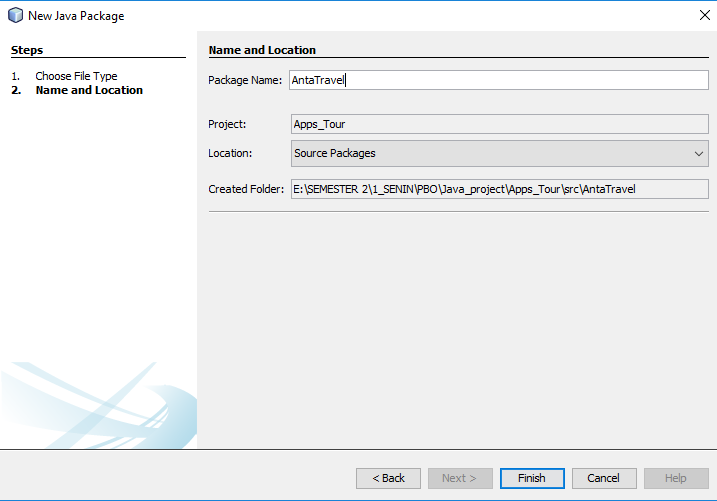 New Java Package
Steps
1. Choose File Type
2. Name and Location
Name and Location
Package Name: AntaTravel
Project: Apps_Tour
Location: Source Packages
Created Folder: E:\SEMESTER 2\1_SENIN\PBO\Java_project\Apps_Tour\src\AntaTravel
< Back Next > Finish Cancel Help